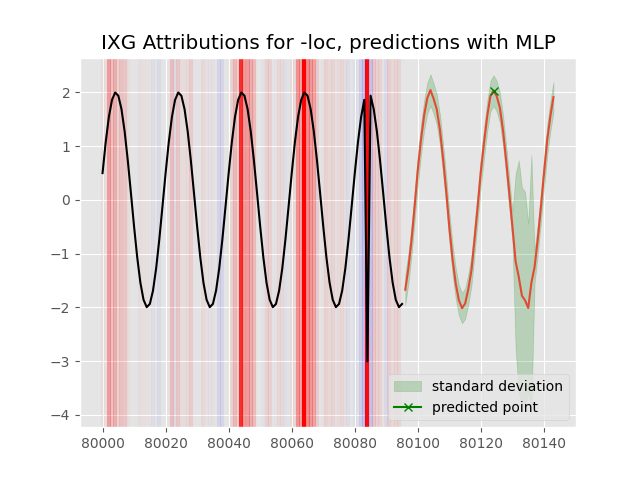 IXG Attributions for -loc, predictions with MLP
2
1
0
−1
−2
−3
−4
standard deviation
predicted point
80000 80020 80040 80060 80080 80100 80120 80140